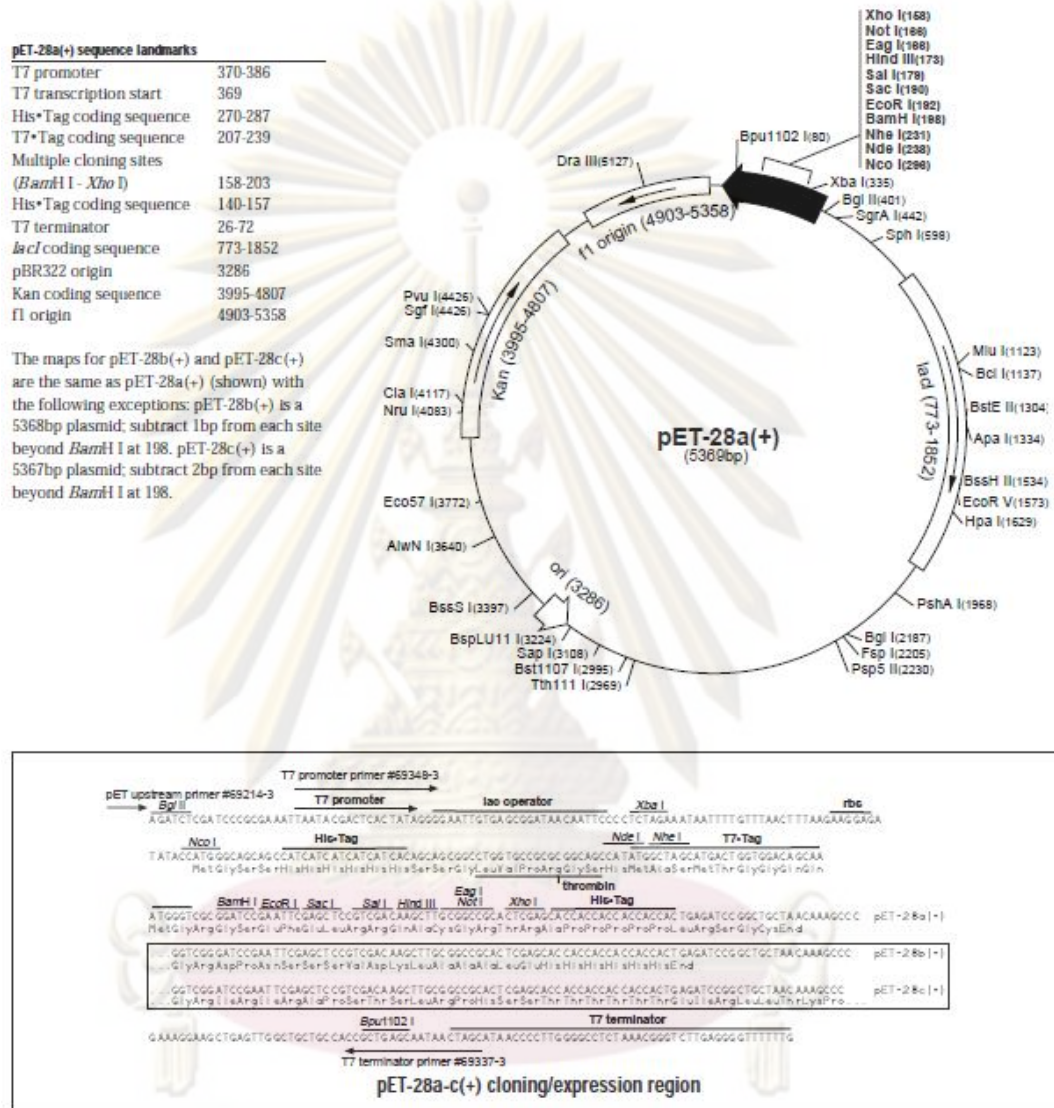 pET-28a(+) sequence landmarks
T7 promoter 370-386
T7 transcription start 369
His•Tag coding sequence 270-287
T7•Tag coding sequence 207-239
Multiple cloning sites
(BamH I - Xho I) 158-203
His•Tag coding sequence 140-157
T7 terminator 26-72
lacI coding sequence 773-1852
pBR322 origin 3286
Kan coding sequence 3995-4807
f1 origin 4903-5358
The maps for pET-28b(+) and pET-28c(+)
are the same as pET-28a(+) (shown) with
the following exceptions: pET-28b(+) is a
5368bp plasmid; subtract 1bp from each site
beyond BamH I at 198. pET-28c(+) is a
5367bp plasmid; subtract 2bp from each site
beyond BamH I at 198.
Xho I(158)
Not I(166)
Eag I(166)
Hind III(173)
Sal I(179)
Sac I(190)
EcoR I(192)
BamH I(198)
Nhe I(231)
Nde I(238)
Nco I(296)
Bpu1102 I(80)
Dra III(5127)
Xba I(335)
Bgl II(401)
SgrA I(442)
Sph I(598)
f1 origin (4903-5358)
Pvu I(4426)
Sgf I(4426)
Sma I(4300)
Kan (3995-4807)
Cla I(4117)
Nru I(4083)
lacI (773-1852)
Mlu I(1123)
Bcl I(1137)
BstE II(1304)
Apa I(1334)
BssH II(1534)
EcoR V(1573)
Hpa I(1629)
pET-28a(+)
(5369bp)
Eco57 I(3772)
AlwN I(3640)
ori (3286)
BssS I(3397)
BspLU11 I(3224)
Sap I(3108)
Bst1107 I(2995)
Tth111 I(2969)
PshA I(1968)
Bgl I(2187)
Fsp I(2205)
Psp5 II(2230)
pET upstream primer #69214-3
T7 promoter primer #69348-3
Bgl II T7 promoter lac operator Xba I rbs
AGATCTCGATCCCGCGAAATTAATACGACTCACTATAGGGGAATTGTGAGCGGATAACAATTCCCCTCTAGAAATAATTTTGTTTAACTTTAAGAAGGAGA
Nco I His•Tag Nde I Nhe I T7•Tag
TATACCATGGGCAGCAGCCATCATCATCATCATCACAGCAGCGGCCTGGTGCCGCGCGGCAGCCATATGGCTAGCATGACTGGTGGACAGCAA
MetGlySerSerHisHisHisHisHisHisSerSerGlyLeuValProArgGlySerHisMetAlaSerMetThrGlyGlyGlnGln
thrombin
BamH I EcoR I Sac I Sal I Hind III Eag I Not I Xho I His•Tag
ATGGGTCGCGGATCCGAATTCGAGCTCCGTCGACAAGCTTGCGGCCGCACTCGAGCACCACCACCACCACCACTGAGATCCGGCTGCTAACAAAGCCC pET-28a(+)
MetGlyArgGlySerGluPheGluLeuArgArgGlnAlaCysGlyArgThrArgAlaProProProProProLeuArgSerGlyCysEnd
...GGTCGGGATCCGAATTCGAGCTCCGTCGACAAGCTTGCGGCCGCACTCGAGCACCACCACCACCACCACTGAGATCCGGCTGCTAACAAAGCCC pET-28b(+)
...GlyArgAspProAsnSerSerSerValAspLysLeuAlaAlaAlaLeuGluHisHisHisHisHisHisEnd
...GGTCGGATCCGAATTCGAGCTCCGTCGACAAGCTTGCGGCCGCACTCGAGCACCACCACCACCACCACTGAGATCCGGCTGCTAACAAAGCCC pET-28c(+)
...GlyArgIleArgIleArgAlaProSerThrSerLeuArgProHisSerSerThrThrThrThrThrThrGluIleArgLeuLeuThrLysPro...
Bpu1102 I T7 terminator
GAAAGGAAGCTGAGTTGGCTGCTGCCACCGCTGAGCAATAACTAGCATAACCCCTTGGGGCCTCTAAACGGGTCTTGAGGGGTTTTTTG
T7 terminator primer #69337-3
pET-28a-c(+) cloning/expression region